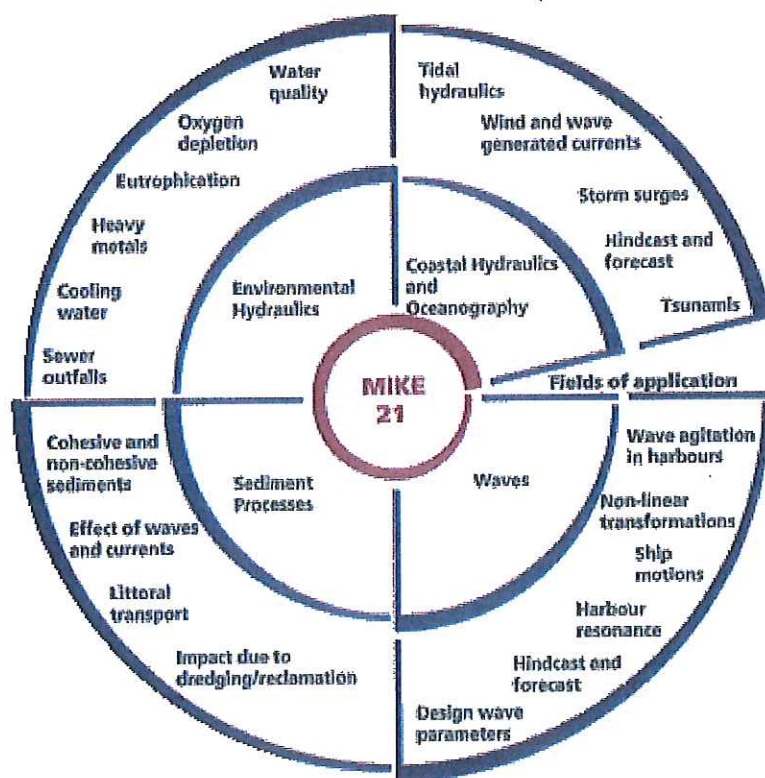 Water
quality
Oxygen
depletion
Eutrophication
Heavy
metals
Cooling
water
Sewer
outfalls
Environmental
Hydraulics
Tidal
hydraulics
Wind and wave
generated currents
Storm surges
Hindcast and
forecast
Tsunamis
Coastal Hydraulics
and
Oceanography
MIKE
21
Fields of application
Cohesive and
non-cohesive
sediments
Effect of waves
and currents
Littoral
transport
Impact due to
dredging/reclamation
Sediment
Processes
Waves
Wave agitation
in harbours
Non-linear
transformations
Ship
motions
Harbour
resonance
Hindcast and
forecast
Design wave
parameters